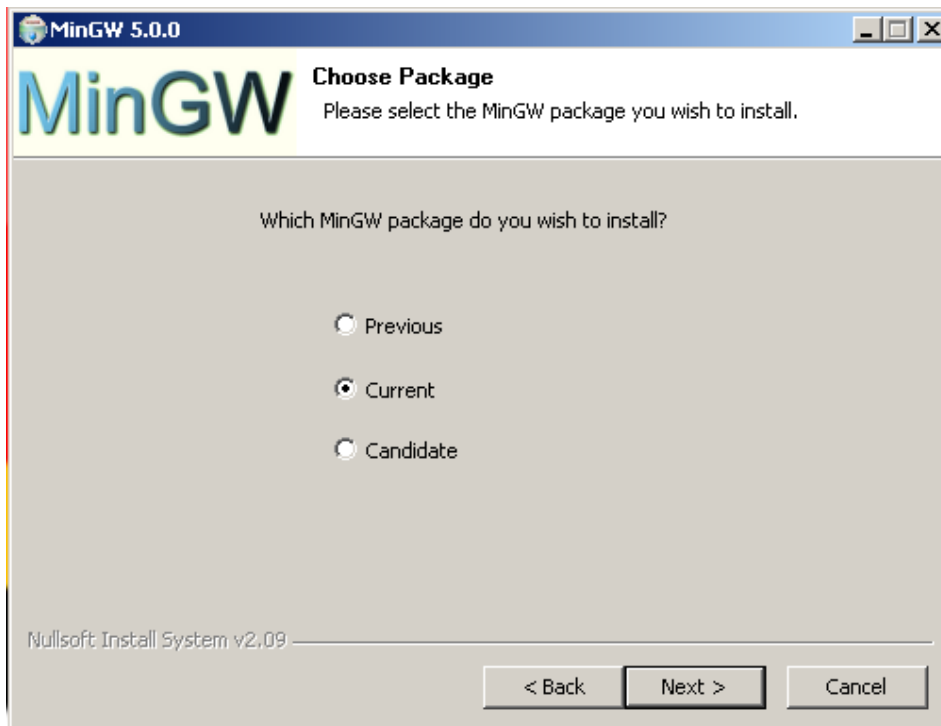 MinGW 5.0.0
MinGW
Choose Package
Please select the MinGW package you wish to install.
Which MinGW package do you wish to install?
Previous
Current
Candidate
Nullsoft Install System v2.09
< Back
Next >
Cancel